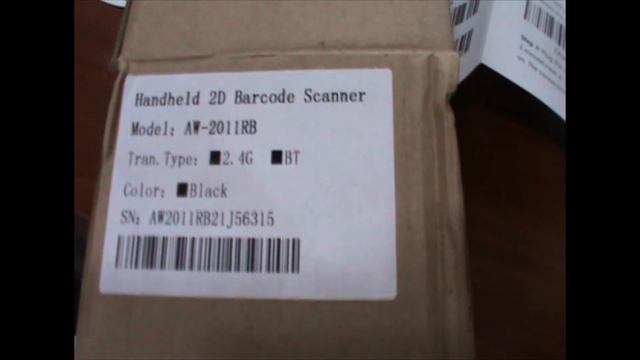 Handheld 2D Barcode Scanner
Model: AW-2011RB
Tran.Type: ■2.4G ■BT
Color: ■Black
SN: AW2011RB21J56315